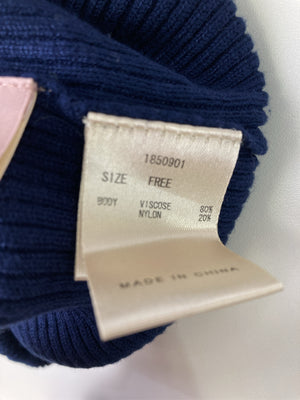 1850901
SIZE FREE
BODY VISCOSE 80%
NYLON 20%
MADE IN CHINA